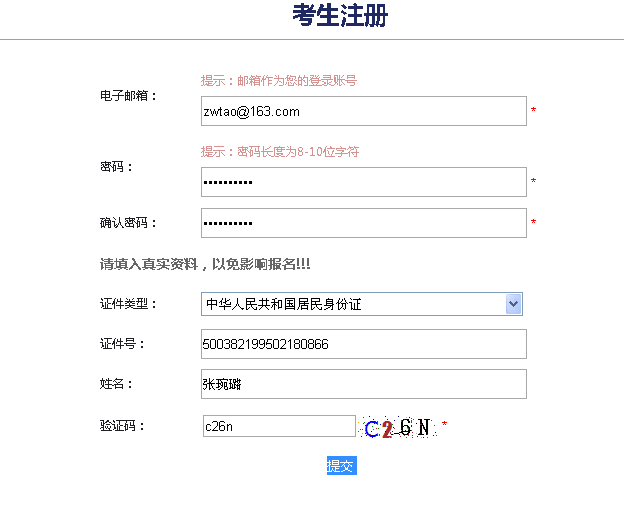 考生注册
提示：邮箱作为您的登录账号
电子邮箱：
zwtao@163.com *
提示：密码长度为8-10位字符
密码：
•••••••••• *
确认密码：
•••••••••• *
请填入真实资料，以免影响报名!!!
证件类型：
中华人民共和国居民身份证
证件号：
500382199502180866
姓名：
张琬璐
验证码：
c26n C26N *
提交